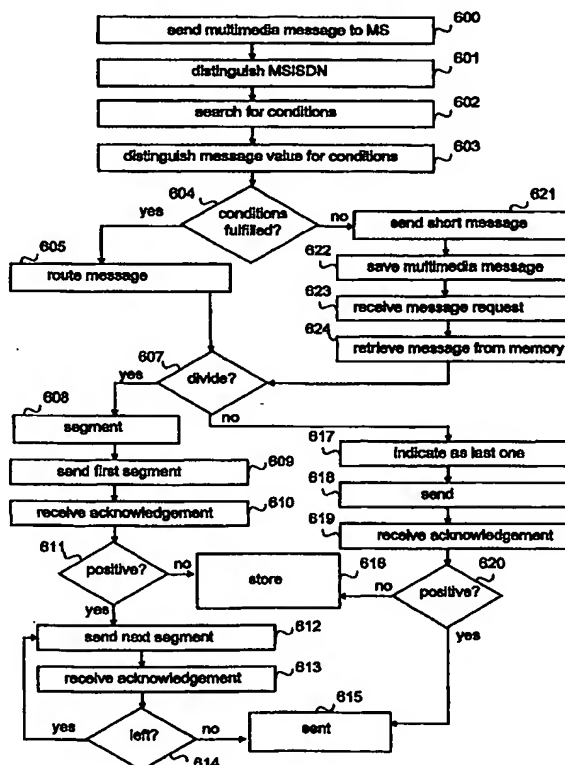 send multimedia message to MS
600
distinguish MSISDN
601
search for conditions
602
distinguish message value for conditions
603
604
conditions
fulfilled?
yes
no
605
route message
621
send short message
622
save multimedia message
623
receive message request
624
retrieve message from memory
607
divide?
yes
no
608
segment
send first segment
609
receive acknowledgement
610
611
positive?
no
yes
617
indicate as last one
618
send
619
receive acknowledgement
620
positive?
no
yes
618
store
send next segment
612
receive acknowledgement
613
left?
yes
no
614
615
sent